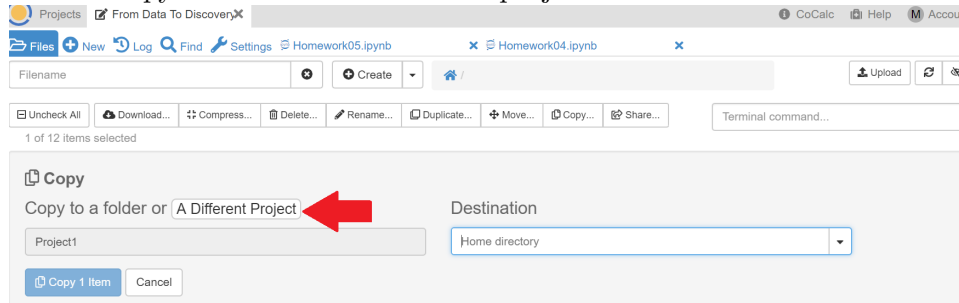 Projects From Data To Discovery CoCalc Help M Accou
Files New Log Find Settings Homework05.ipynb Homework04.ipynb
Filename Create / Upload
Uncheck All Download... Compress... Delete... Rename... Duplicate... Move... Copy... Share... Terminal command...
1 of 12 items selected
Copy
Copy to a folder or A Different Project Destination
Project1 Home directory
Copy 1 Item Cancel